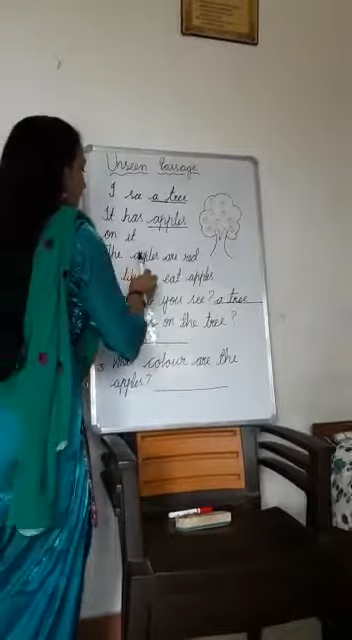 Unseen Passage
I see a tree
It has apples
on it
The apples are red
eat apples
you see? a tree
on the tree?
3. What colour are the
apples?